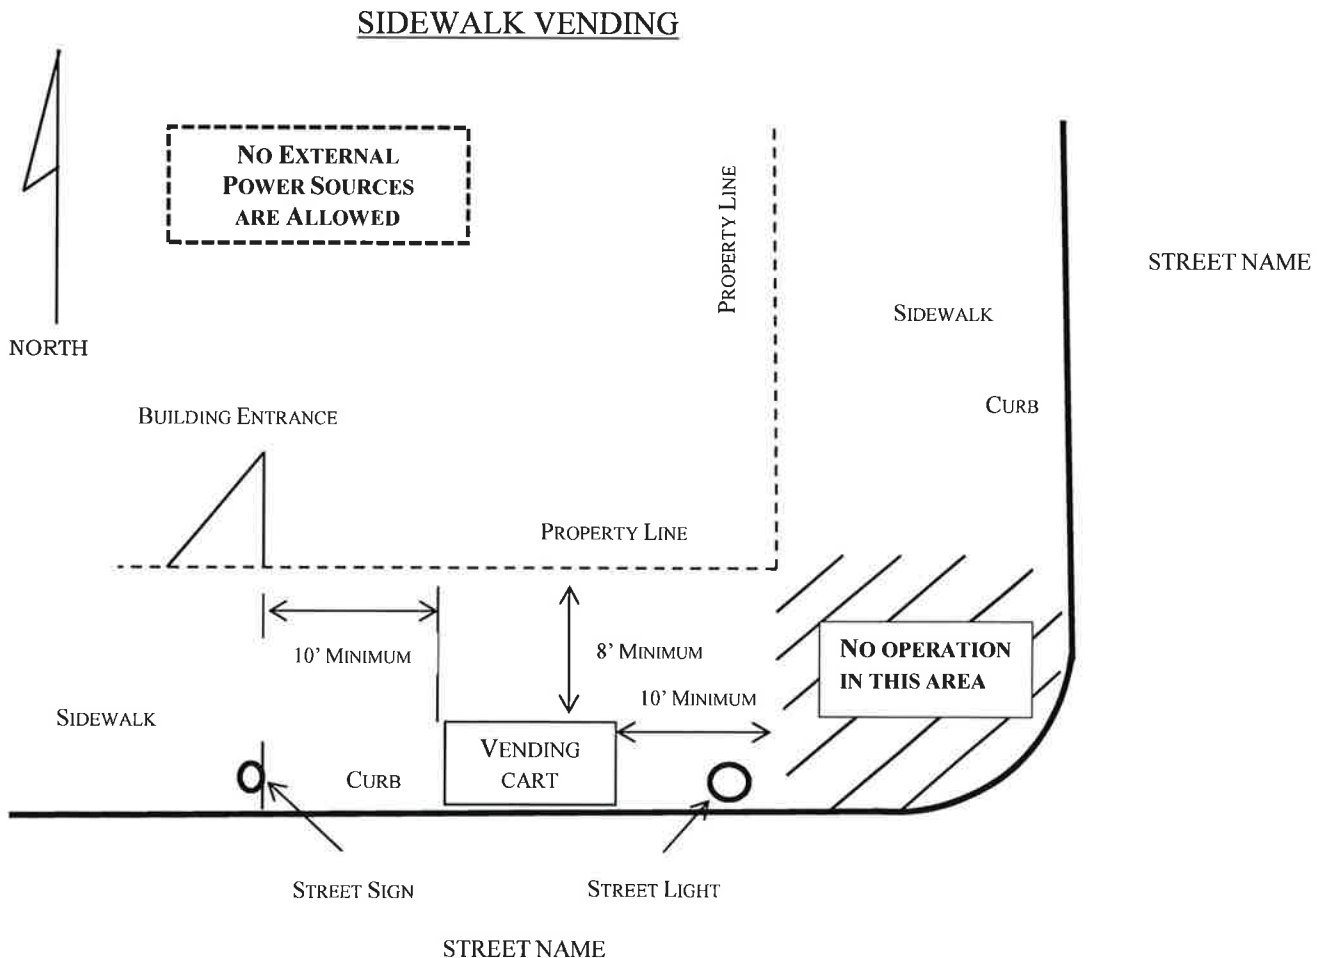 SIDEWALK VENDING
NO EXTERNAL
POWER SOURCES
ARE ALLOWED
PROPERTY LINE
STREET NAME
SIDEWALK
NORTH
CURB
BUILDING ENTRANCE
PROPERTY LINE
10' MINIMUM
8' MINIMUM
NO OPERATION
IN THIS AREA
10' MINIMUM
SIDEWALK
VENDING
CART
CURB
STREET SIGN
STREET LIGHT
STREET NAME